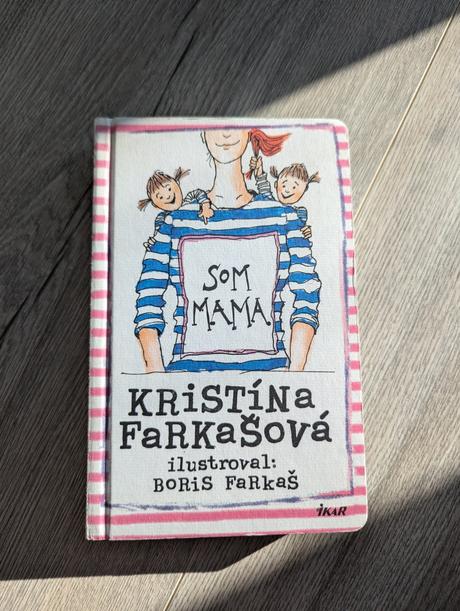 SOM
MAMA
KRiSTíNa
FaRKaŠová
ilustroval:
BoRiS FaRKaŠ
iKAR